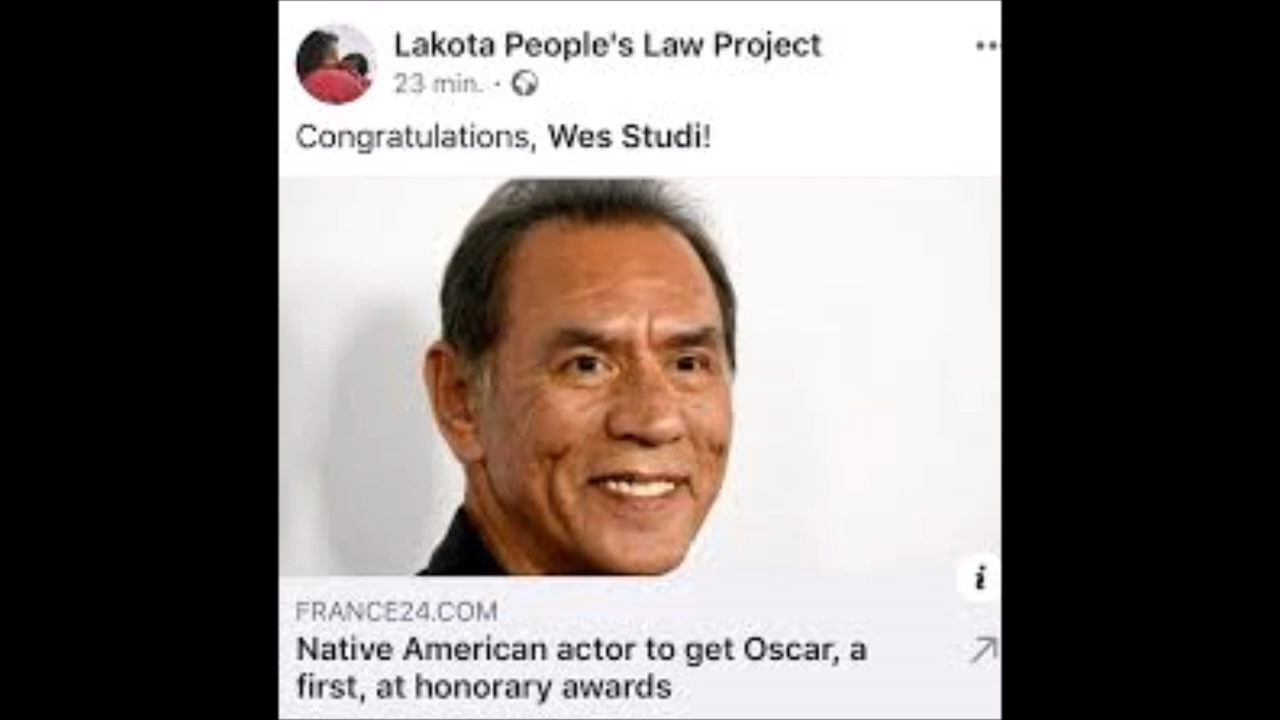 Lakota People's Law Project
23 min. ·
Congratulations, Wes Studi!
i
FRANCE24.COM
Native American actor to get Oscar, a
first, at honorary awards